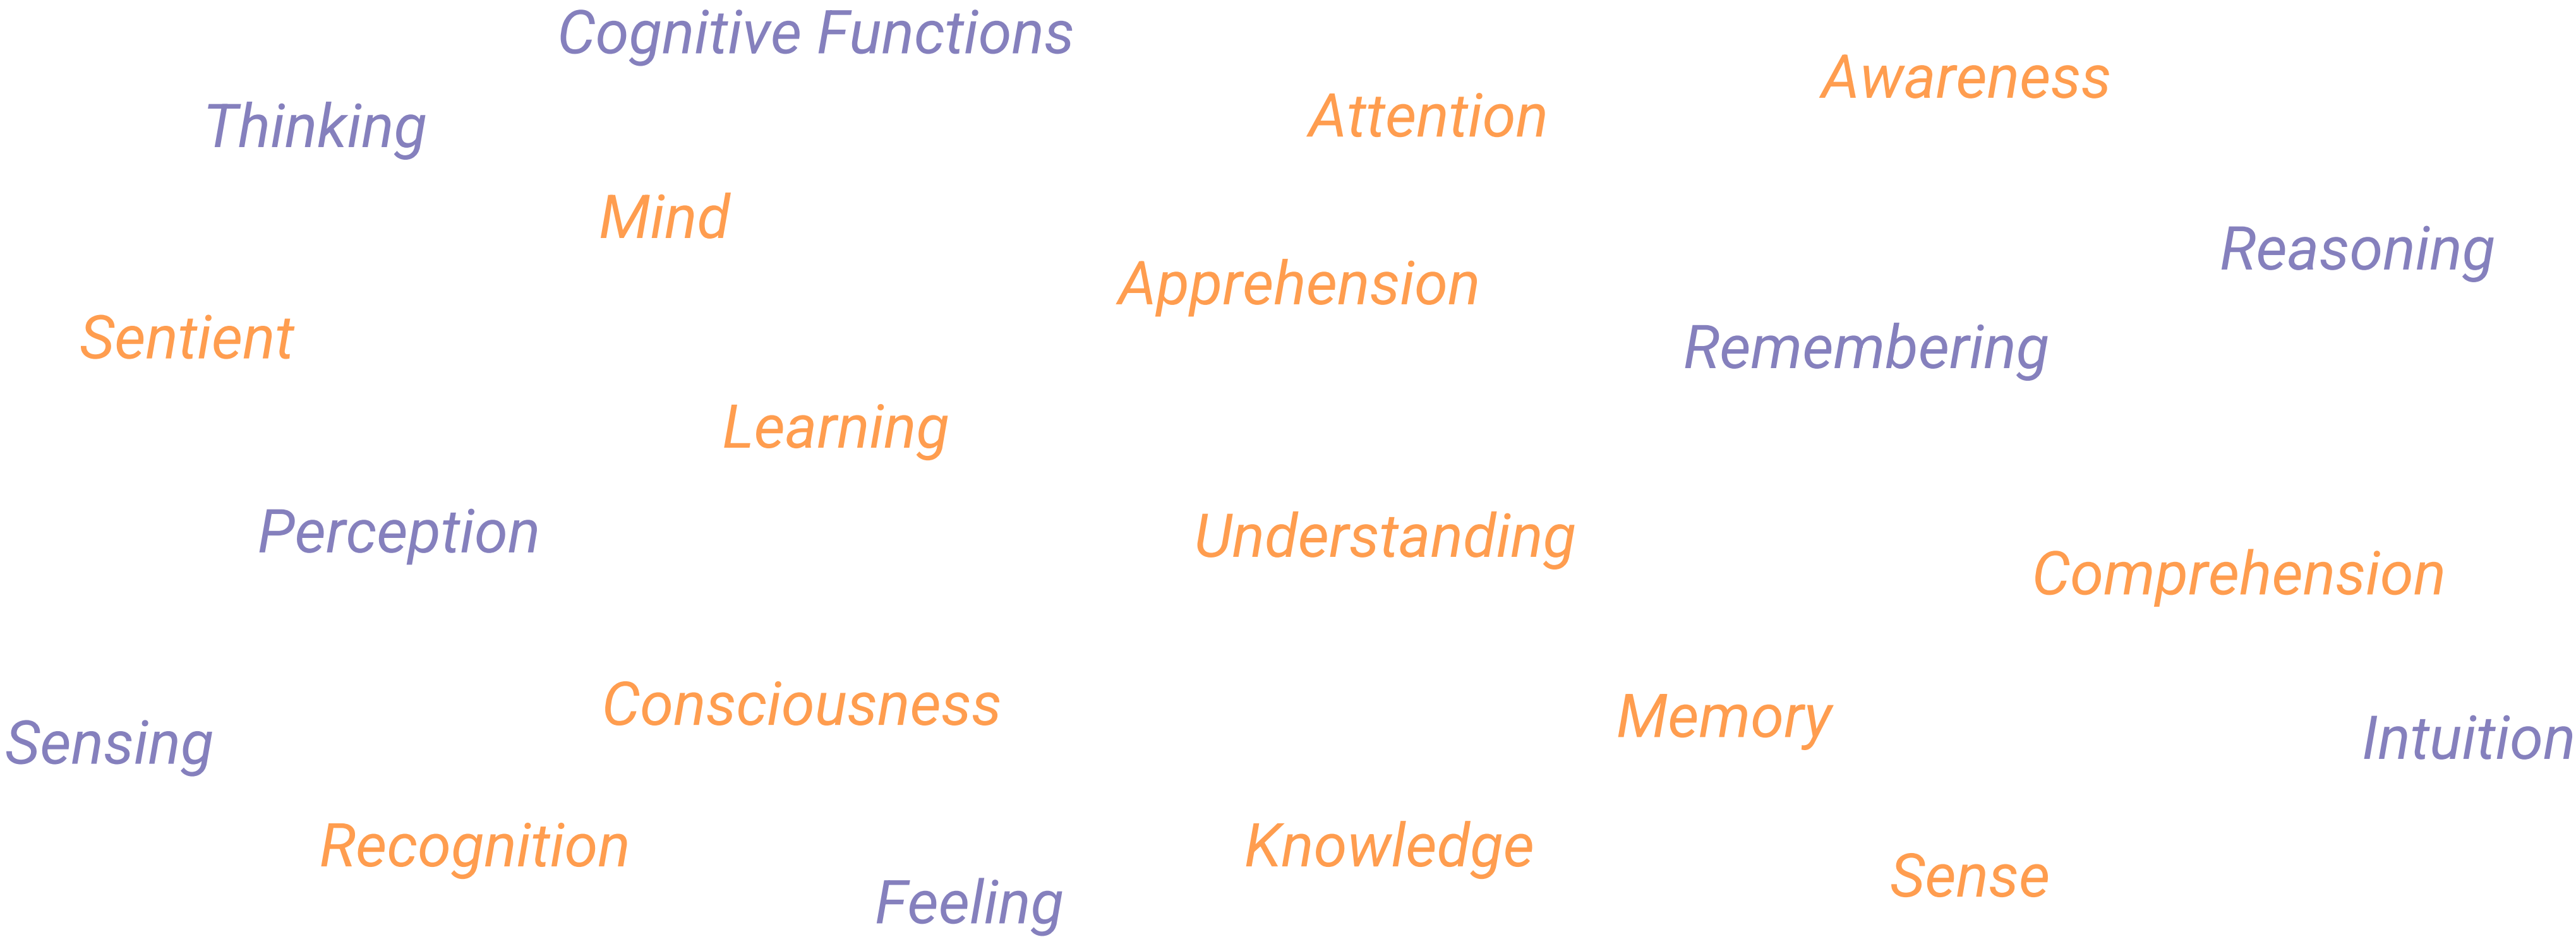 Cognitive Functions
Awareness
Attention
Thinking
Mind
Reasoning
Apprehension
Sentient
Remembering
Learning
Perception
Understanding
Comprehension
Consciousness
Memory
Sensing
Intuition
Recognition
Knowledge
Sense
Feeling